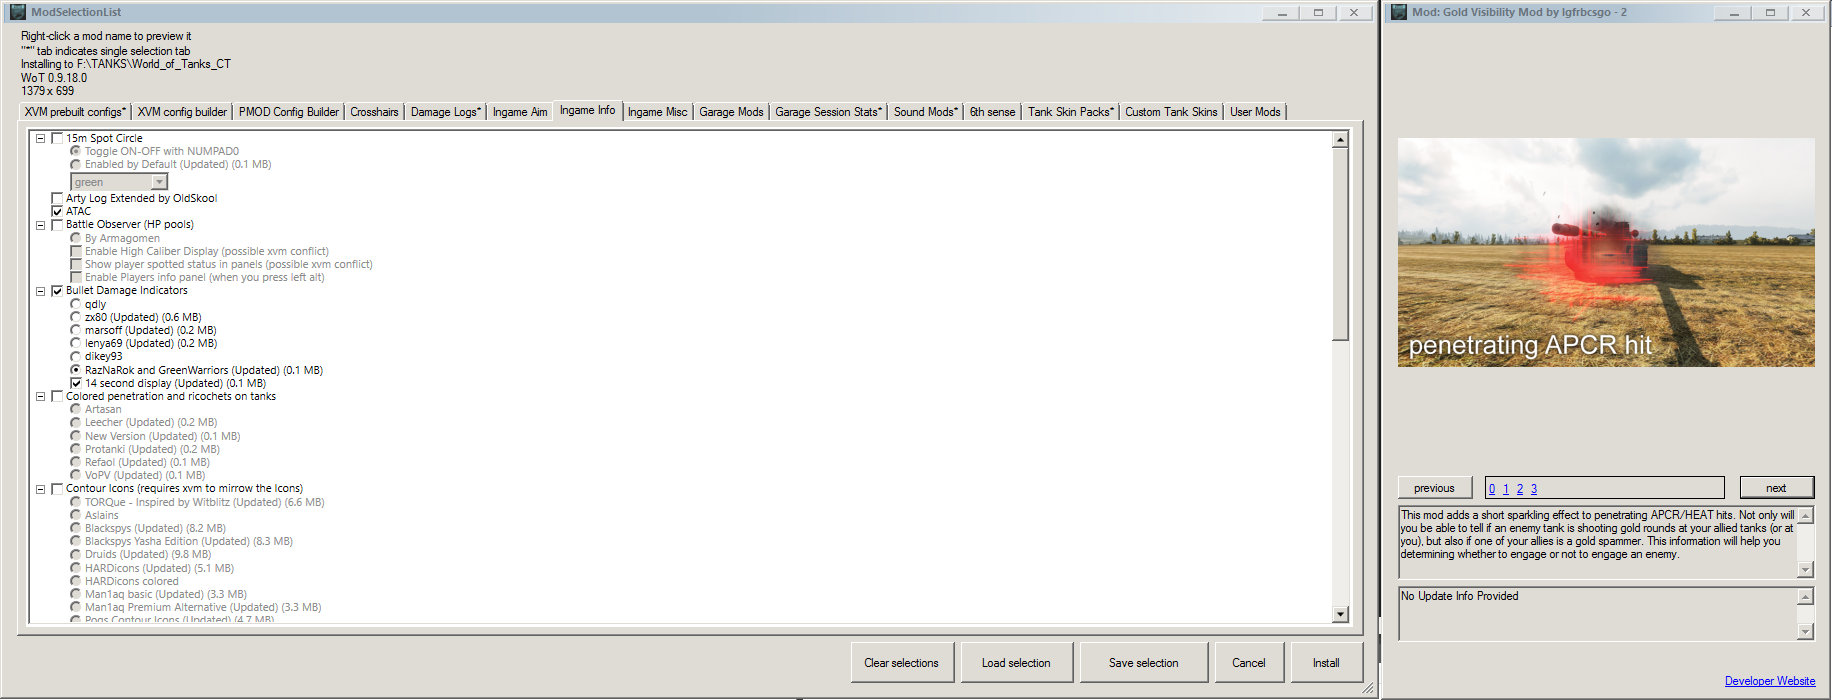 ModSelectionList
Right-click a mod name to preview it
"*" tab indicates single selection tab
Installing to F:\TANKS\World_of_Tanks_CT
WoT 0.9.18.0
1379 x 699
XVM prebuilt configs* XVM config builder PMOD Config Builder Crosshairs Damage Logs* Ingame Aim Ingame Info Ingame Misc Garage Mods Garage Session Stats* Sound Mods* 6th sense Tank Skin Packs* Custom Tank Skins User Mods
15m Spot Circle
Toggle ON-OFF with NUMPAD0
Enabled by Default (Updated) (0.1 MB)
green
Arty Log Extended by OldSkool
ATAC
Battle Observer (HP pools)
By Armagomen
Enable High Caliber Display (possible xvm conflict)
Show player spotted status in panels (possible xvm conflict)
Enable Players info panel (when you press left alt)
Bullet Damage Indicators
qdly
zx80 (Updated) (0.6 MB)
marsoff (Updated) (0.2 MB)
lenya69 (Updated) (0.2 MB)
dikey93
RazNaRok and GreenWarriors (Updated) (0.1 MB)
14 second display (Updated) (0.1 MB)
Colored penetration and ricochets on tanks
Artasan
Leecher (Updated) (0.2 MB)
New Version (Updated) (0.1 MB)
Protanki (Updated) (0.2 MB)
Refaol (Updated) (0.1 MB)
VoPV (Updated) (0.1 MB)
Contour Icons (requires xvm to mirrow the Icons)
TORQue - Inspired by Witblitz (Updated) (6.6 MB)
Aslains
Blackspys (Updated) (8.2 MB)
Blackspys Yasha Edition (Updated) (8.3 MB)
Druids (Updated) (9.8 MB)
HARDicons (Updated) (5.1 MB)
HARDicons colored
Man1aq basic (Updated) (3.3 MB)
Man1aq Premium Alternative (Updated) (3.3 MB)
Pogs Contour Icons (Updated) (4.7 MB)
Clear selections Load selection Save selection Cancel Install
Mod: Gold Visibility Mod by lgfrbcsgo - 2
penetrating APCR hit
previous 0 1 2 3 next
This mod adds a short sparkling effect to penetrating APCR/HEAT hits. Not only will
you be able to tell if an enemy tank is shooting gold rounds at your allied tanks (or at
you), but also if one of your allies is a gold spammer. This information will help you
determining whether to engage or not to engage an enemy.
No Update Info Provided
Developer Website